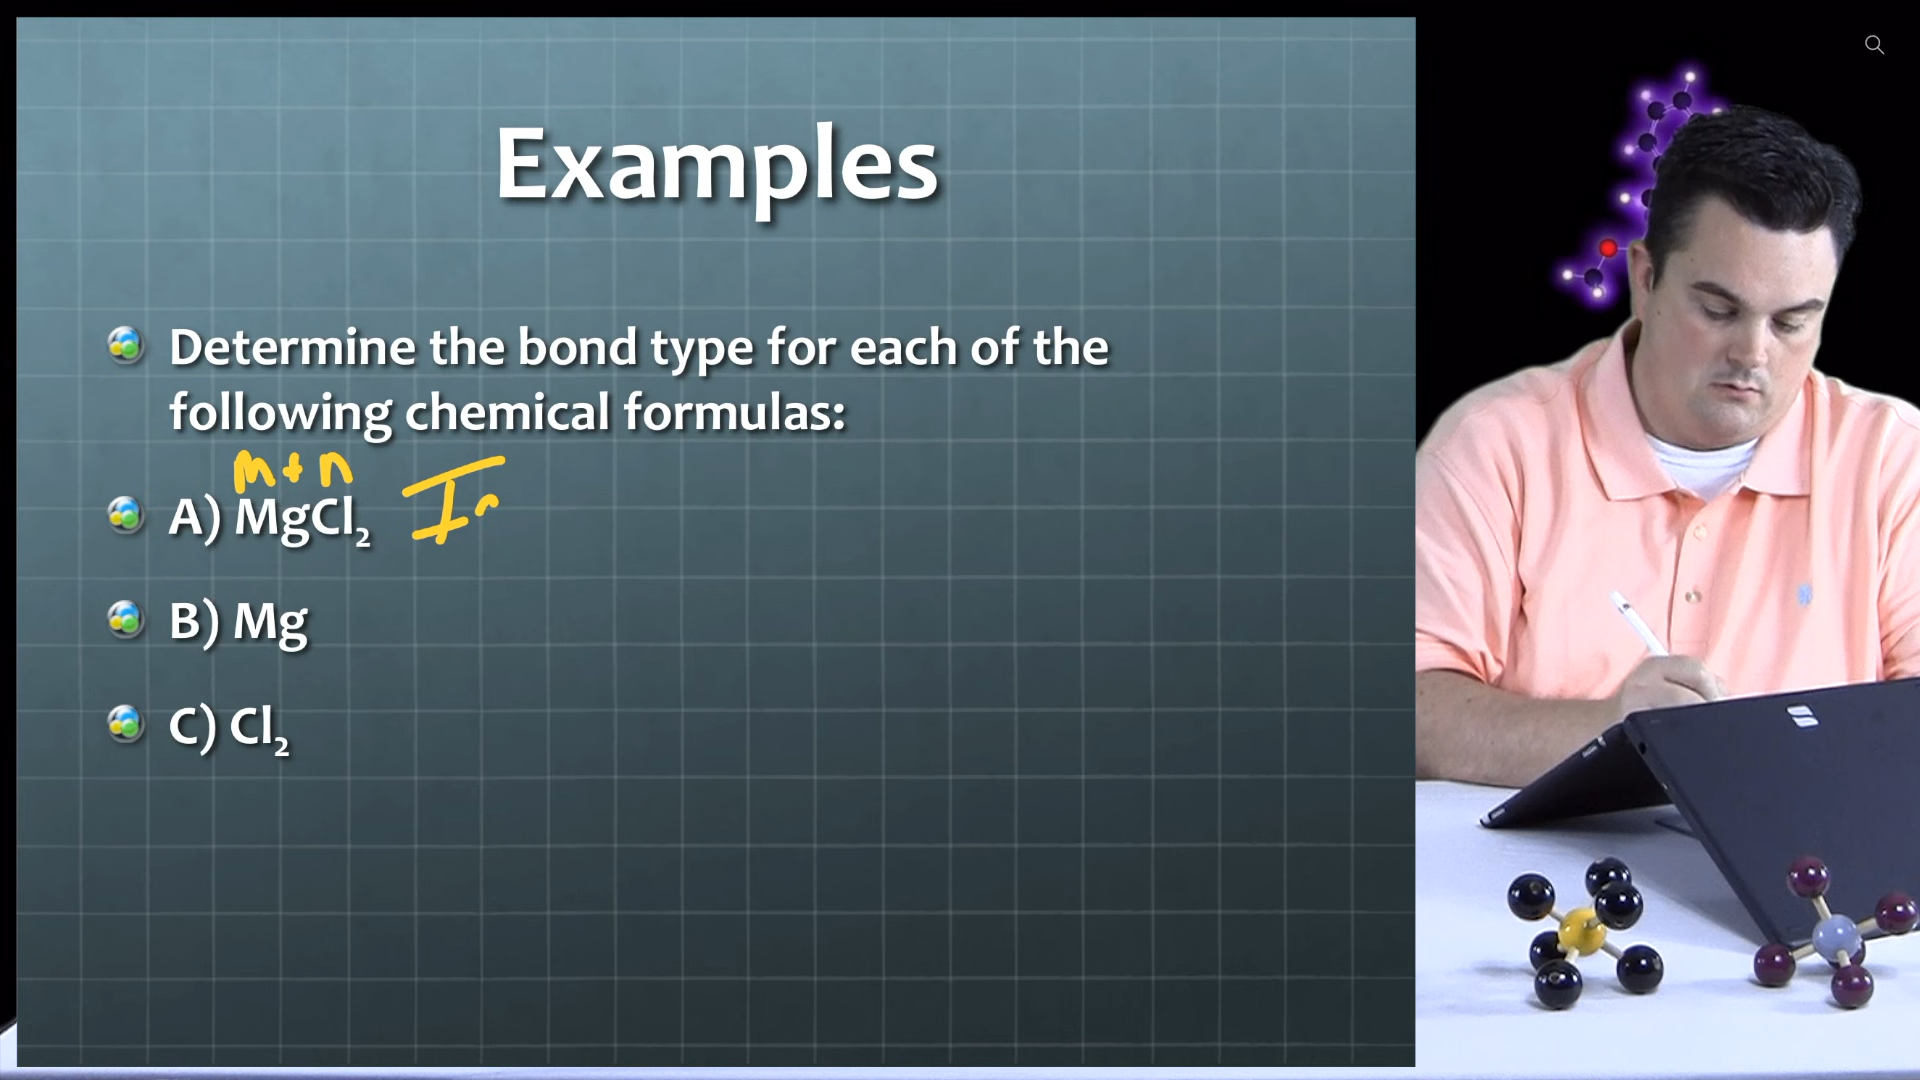 Examples
Determine the bond type for each of the
following chemical formulas:
m + n
A) MgCl₂ I
B) Mg
C) Cl₂